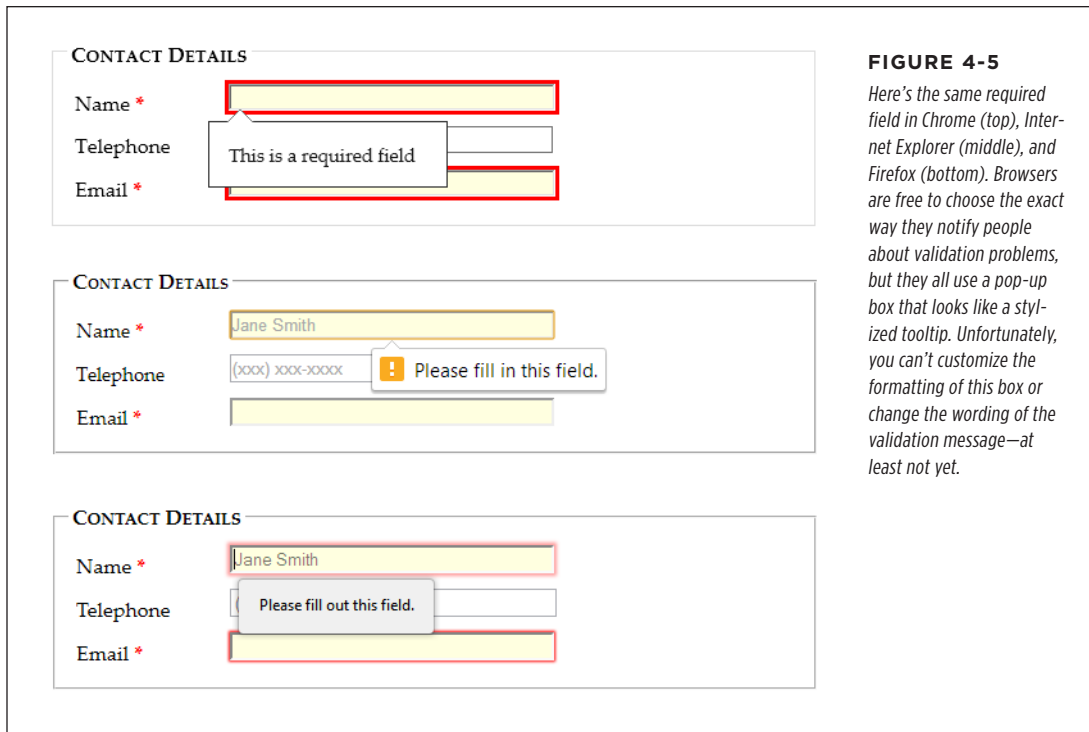 CONTACT DETAILS
Name *
Telephone
This is a required field
Email *
CONTACT DETAILS
Name *
Jane Smith
Telephone
(xxx) xxx-xxxx
Please fill in this field.
Email *
CONTACT DETAILS
Name *
Jane Smith
Telephone
(
Please fill out this field.
Email *
FIGURE 4-5
Here's the same required
field in Chrome (top), Inter-
net Explorer (middle), and
Firefox (bottom). Browsers
are free to choose the exact
way they notify people
about validation problems,
but they all use a pop-up
box that looks like a styl-
ized tooltip. Unfortunately,
you can't customize the
formatting of this box or
change the wording of the
validation message—at
least not yet.